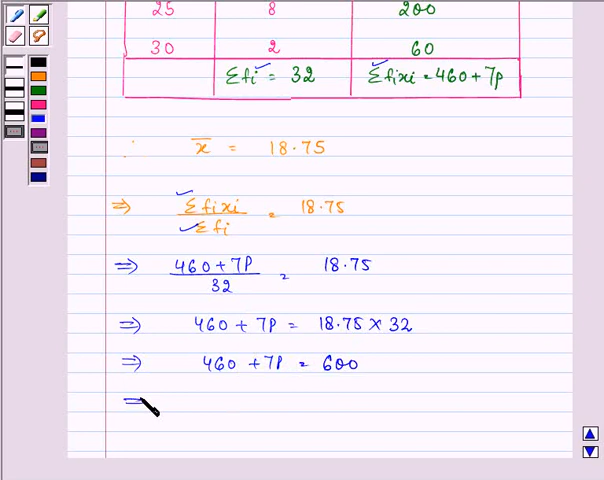 25 8 200
30 2 60
Σfi = 32 Σfixi = 460 + 7p
∴ x̄ = 18.75
⇒ Σfixi / Σfi = 18.75
⇒ 460 + 7p / 32 = 18.75
⇒ 460 + 7p = 18.75 × 32
⇒ 460 + 7p = 600
⇒